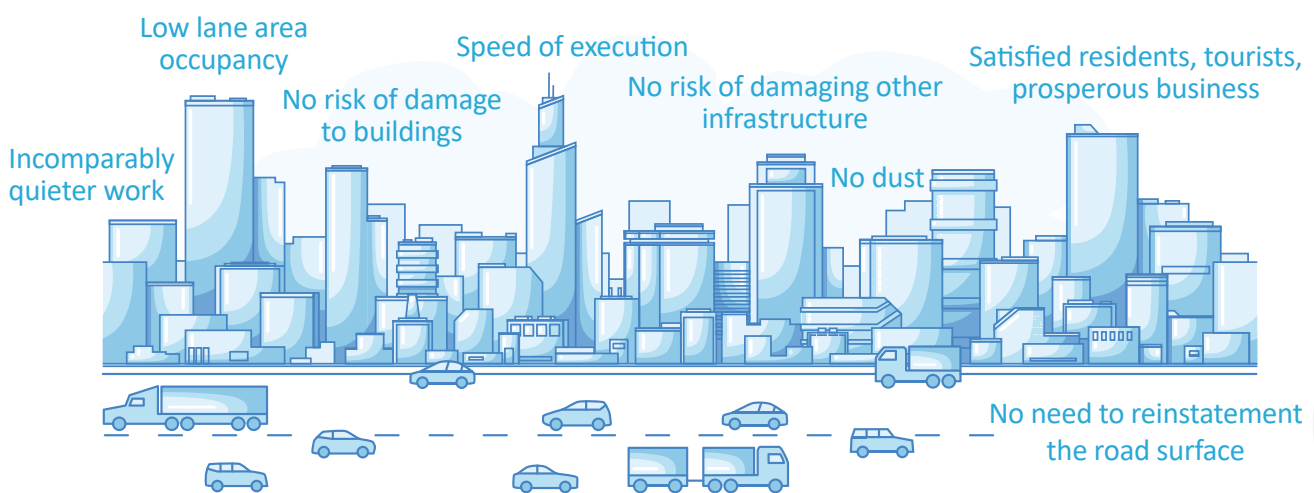 Low lane area
occupancy
Speed of execution
Satisfied residents, tourists,
prosperous business
No risk of damage
to buildings
No risk of damaging other
infrastructure
Incomparably
quieter work
No dust
No need to reinstatement
the road surface